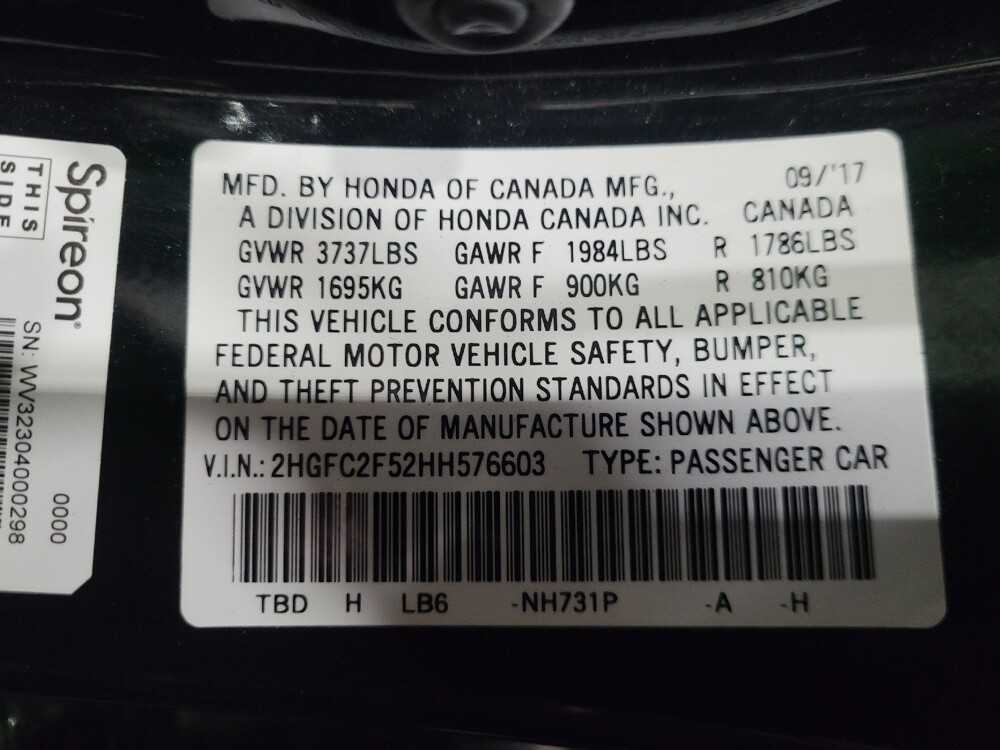 Spireon®
THIS
SIDE
SN: WV32304000298
0000
MFD. BY HONDA OF CANADA MFG., 09/'17
A DIVISION OF HONDA CANADA INC. CANADA
GVWR 3737LBS GAWR F 1984LBS R 1786LBS
GVWR 1695KG GAWR F 900KG R 810KG
THIS VEHICLE CONFORMS TO ALL APPLICABLE
FEDERAL MOTOR VEHICLE SAFETY, BUMPER,
AND THEFT PREVENTION STANDARDS IN EFFECT
ON THE DATE OF MANUFACTURE SHOWN ABOVE.
V.I.N.: 2HGFC2F52HH576603 TYPE: PASSENGER CAR
TBD H LB6 -NH731P -A -H